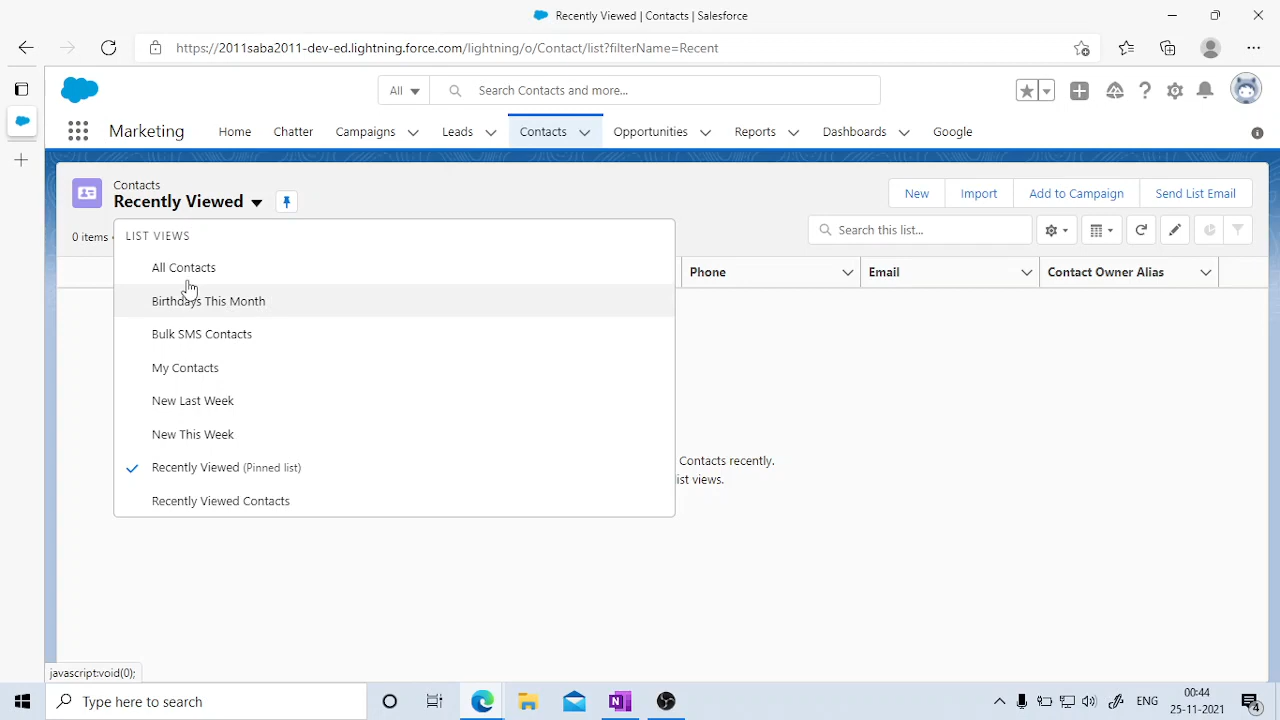 Recently Viewed | Contacts | Salesforce
https://2011saba2011-dev-ed.lightning.force.com/lightning/o/Contact/list?filterName=Recent
All
Search Contacts and more...
Marketing
Home
Chatter
Campaigns
Leads
Contacts
Opportunities
Reports
Dashboards
Google
Contacts
Recently Viewed
New
Import
Add to Campaign
Send List Email
0 items •
Search this list...
LIST VIEWS
All Contacts
Birthdays This Month
Bulk SMS Contacts
My Contacts
New Last Week
New This Week
Recently Viewed (Pinned list)
Recently Viewed Contacts
Phone
Email
Contact Owner Alias
Contacts recently.
ist views.
javascript:void(0);
Type here to search
ENG
00:44
25-11-2021
4